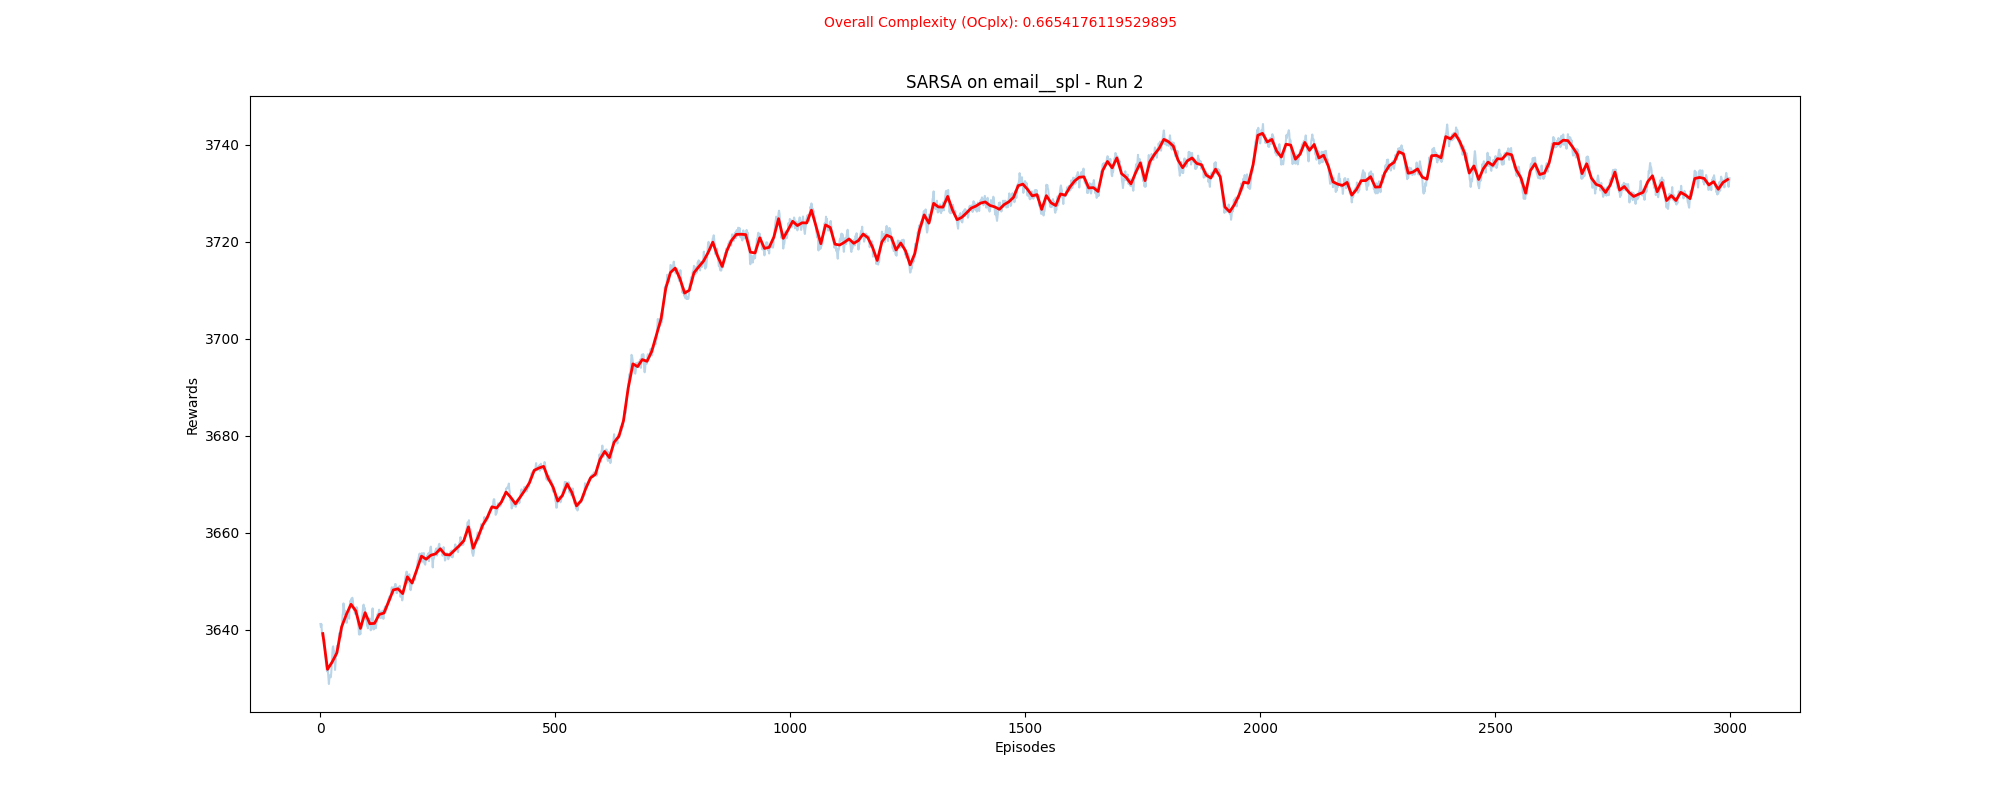 Overall Complexity (OCplx): 0.6654176119529895
SARSA on email__spl - Run 2
3740
3720
3700
3680
3660
3640
Rewards
0 500 1000 1500 2000 2500 3000
Episodes